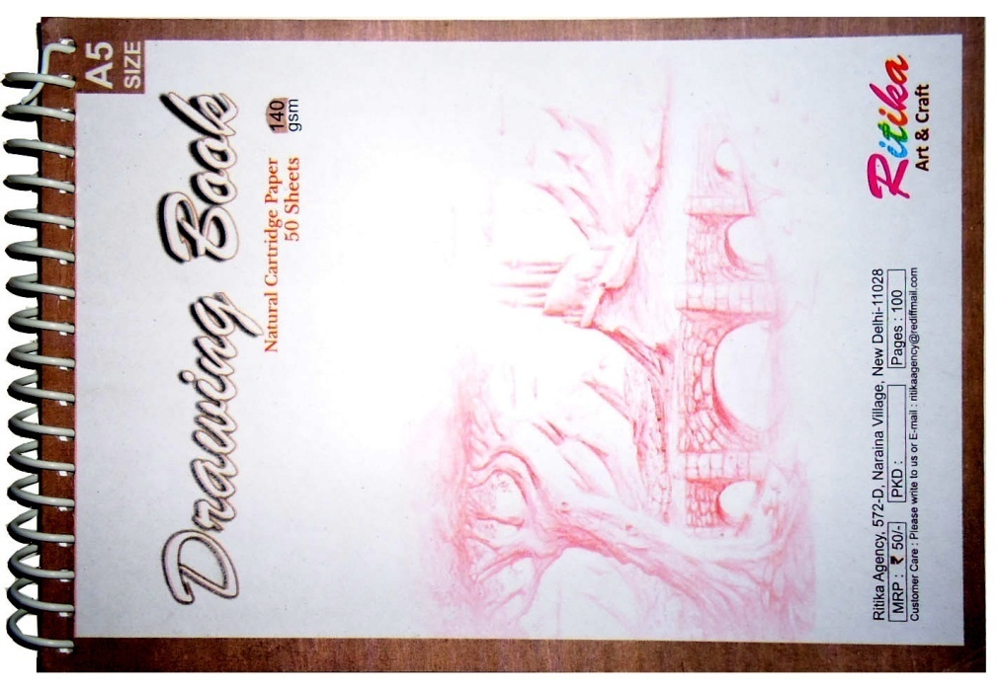 A5
SIZE
Drawing Book
140
gsm
Natural Cartridge Paper
50 Sheets
Ritika
Art & Craft
Ritika Agency, 572-D, Naraina Village, New Delhi-11028
MRP : ₹ 50/- PKD : Pages : 100
Customer Care : Please write to us or E-mail : ritikaagency@rediffmail.com